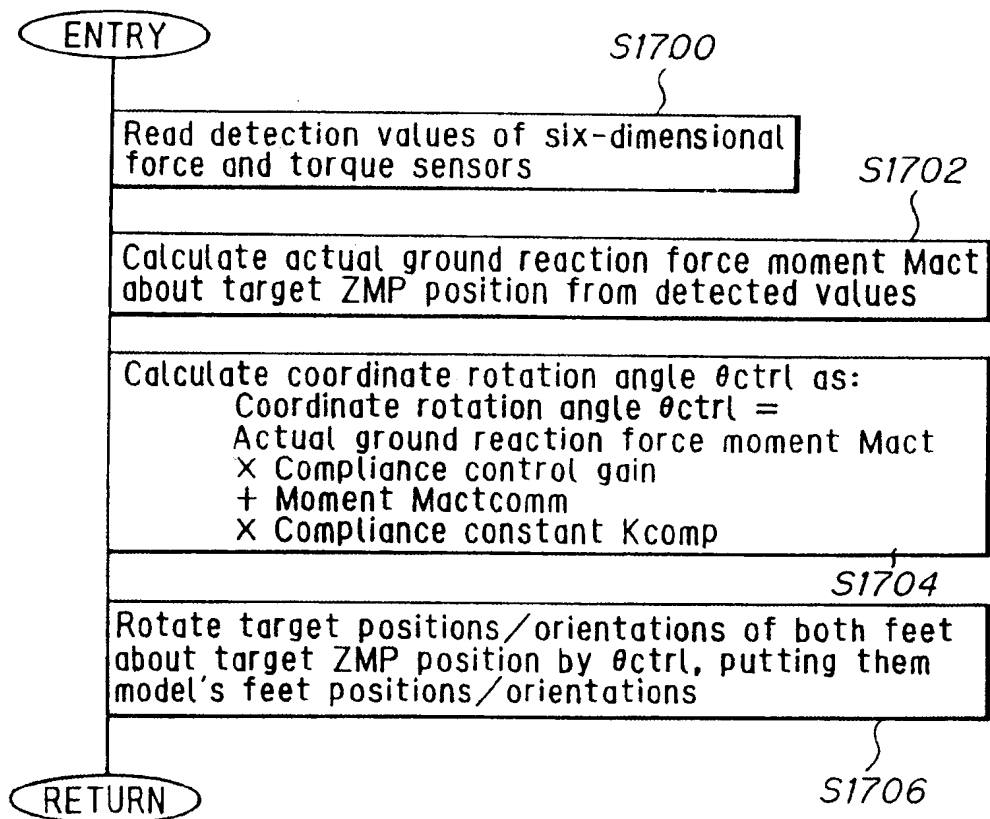 ENTRY
S1700
Read detection values of six-dimensional
force and torque sensors
S1702
Calculate actual ground reaction force moment Mact
about target ZMP position from detected values
Calculate coordinate rotation angle θctrl as:
Coordinate rotation angle θctrl =
Actual ground reaction force moment Mact
× Compliance control gain
+ Moment Mactcomm
× Compliance constant Kcomp
S1704
Rotate target positions/orientations of both feet
about target ZMP position by θctrl, putting them
model's feet positions/orientations
S1706
RETURN